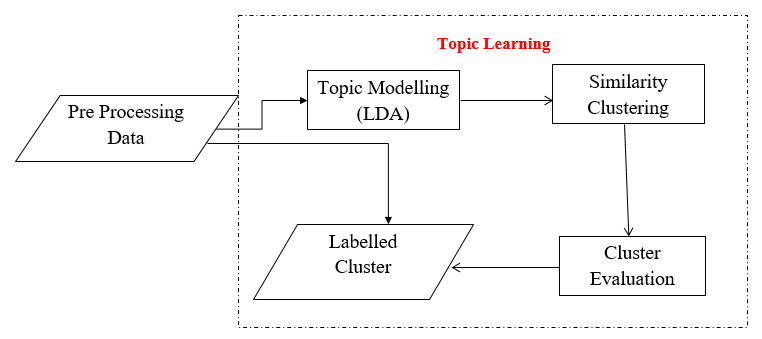 Topic Learning
Pre Processing
Data
Topic Modelling
(LDA)
Similarity
Clustering
Labelled
Cluster
Cluster
Evaluation